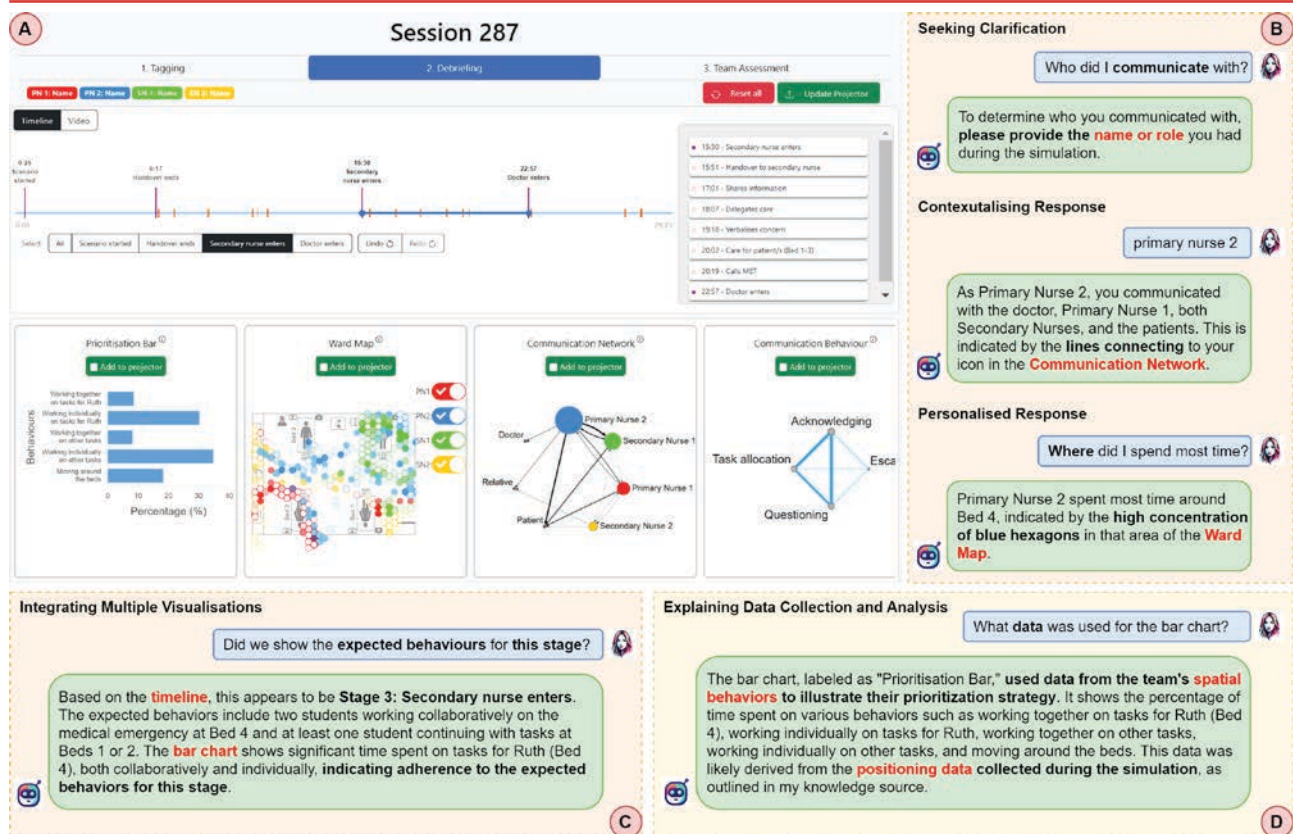 A
Session 287
1. Tagging
2. Debriefing
3. Team Assessment
PN 1: Name
PN 2: Name
SN 1: Name
SN 2: Name
Reset all
Update Projector
Timeline
Video
0:35
Scenario
started
Handover ends
15:30
Secondary
nurse enters
22:57
Doctor enters
Select
All
Scenario started
Handover ends
Secondary nurse enters
Doctor enters
Undo
Redo
15:30 - Secondary nurse enters
15:51 - Handover to secondary nurse
17:01 - Shares information
18:07 - Delegates care
19:18 - Verbalises concern
20:02 - Care for patient/s (Bed 1-3)
20:19 - Calls MET
22:57 - Doctor enters
Prioritisation Bar
Add to projector
Behaviours
Working together
on tasks for Ruth
Working individually
on tasks for Ruth
Working together
on other tasks
Working individually
on other tasks
Moving around
the beds
0 10 20 30 40
Percentage (%)
Ward Map
Add to projector
PN1
PN2
SN1
SN2
Communication Network
Add to projector
Primary Nurse 2
Doctor
Secondary Nurse 1
Relative
Primary Nurse 1
Patient
Secondary Nurse 2
Communication Behaviour
Add to projector
Acknowledging
Task allocation
Esca
Questioning
B
Seeking Clarification
Who did I communicate with?
To determine who you communicated with,
please provide the name or role you had
during the simulation.
Contexutalising Response
primary nurse 2
As Primary Nurse 2, you communicated
with the doctor, Primary Nurse 1, both
Secondary Nurses, and the patients. This is
indicated by the lines connecting to your
icon in the Communication Network.
Personalised Response
Where did I spend most time?
Primary Nurse 2 spent most time around
Bed 4, indicated by the high concentration
of blue hexagons in that area of the Ward
Map.
Integrating Multiple Visualisations
Did we show the expected behaviours for this stage?
Based on the timeline, this appears to be Stage 3: Secondary nurse enters.
The expected behaviors include two students working collaboratively on the
medical emergency at Bed 4 and at least one student continuing with tasks at
Beds 1 or 2. The bar chart shows significant time spent on tasks for Ruth (Bed
4), both collaboratively and individually, indicating adherence to the expected
behaviors for this stage.
C
Explaining Data Collection and Analysis
What data was used for the bar chart?
The bar chart, labeled as "Prioritisation Bar," used data from the team's spatial
behaviors to illustrate their prioritization strategy. It shows the percentage of
time spent on various behaviors such as working together on tasks for Ruth (Bed
4), working individually on tasks for Ruth, working together on other tasks,
working individually on other tasks, and moving around the beds. This data was
likely derived from the positioning data collected during the simulation, as
outlined in my knowledge source.
D